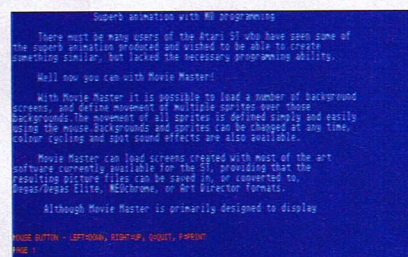 Superb animation with NO programming
There must be many users of the Atari ST who have seen some of
the superb animation produced and wished to be able to create
something similar, but lacked the necessary programming ability.
Well now you can with Movie Master!
With Movie Master it is possible to load a number of background
screens, and define movement of multiple sprites over those
backgrounds.The movement of all sprites is defined simply and easily
using the mouse.Backgrounds and sprites can be changed at any time,
colour cycling and spot sound effects are also available.
Movie Master can load screens created with most of the art
software currently available for the ST, providing that the
resulting picture files can be saved in, or converted to,
Degas/Degas Elite, NEOchrome, or Art Director formats.
Although Movie Master is primarily designed to display
MOUSE BUTTON - LEFT=DOWN, RIGHT=UP, Q=QUIT, P=PRINT
PAGE 1